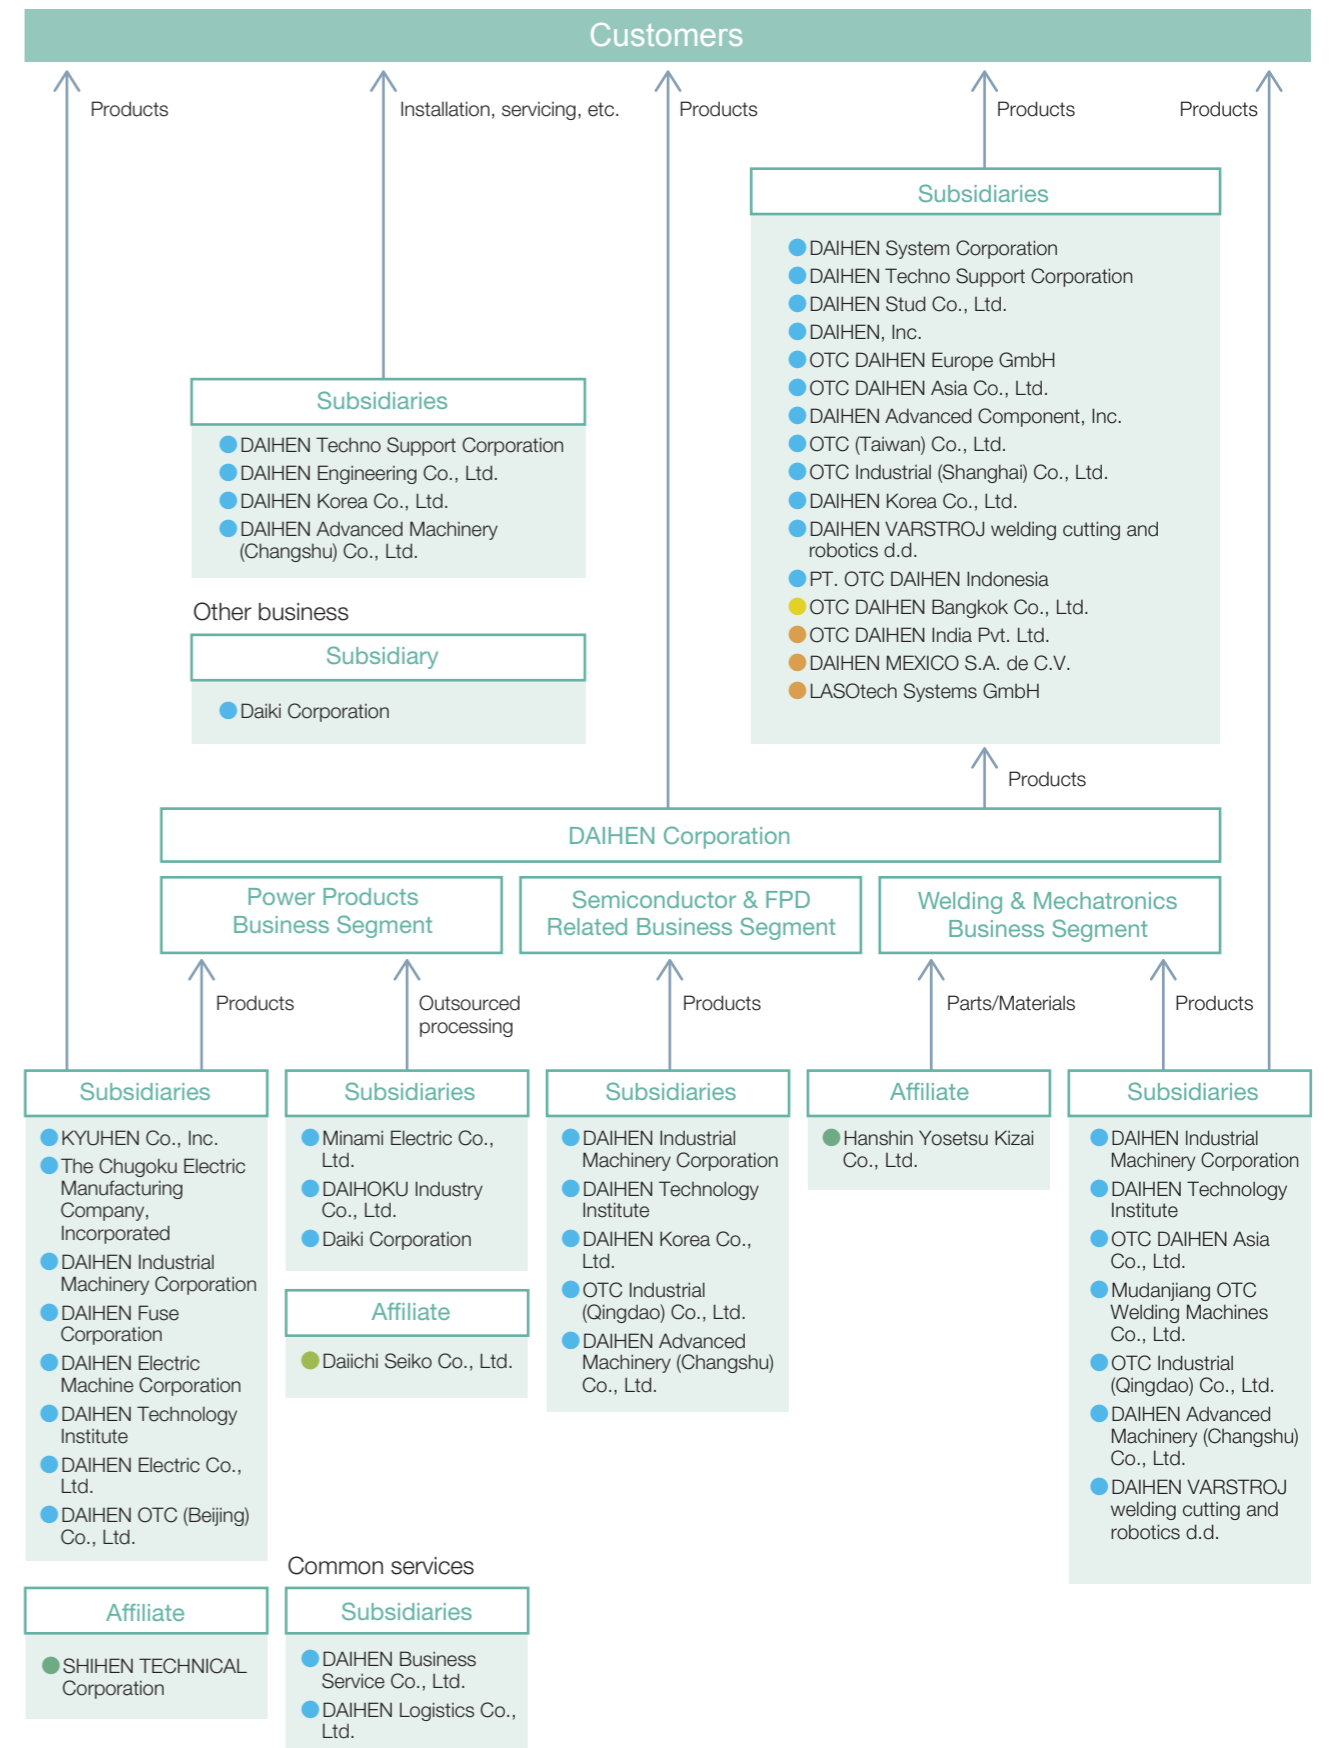 Customers
Products
Installation, servicing, etc.
Products
Products
Products
Subsidiaries
DAIHEN System Corporation
DAIHEN Techno Support Corporation
DAIHEN Stud Co., Ltd.
DAIHEN, Inc.
OTC DAIHEN Europe GmbH
OTC DAIHEN Asia Co., Ltd.
DAIHEN Advanced Component, Inc.
OTC (Taiwan) Co., Ltd.
OTC Industrial (Shanghai) Co., Ltd.
DAIHEN Korea Co., Ltd.
DAIHEN VARSTROJ welding cutting and
robotics d.d.
PT. OTC DAIHEN Indonesia
OTC DAIHEN Bangkok Co., Ltd.
OTC DAIHEN India Pvt. Ltd.
DAIHEN MEXICO S.A. de C.V.
LASOtech Systems GmbH
Subsidiaries
DAIHEN Techno Support Corporation
DAIHEN Engineering Co., Ltd.
DAIHEN Korea Co., Ltd.
DAIHEN Advanced Machinery
(Changshu) Co., Ltd.
Other business
Subsidiary
Daiki Corporation
Products
DAIHEN Corporation
Power Products
Business Segment
Semiconductor & FPD
Related Business Segment
Welding & Mechatronics
Business Segment
Products
Outsourced
processing
Products
Parts/Materials
Products
Subsidiaries
KYUHEN Co., Inc.
The Chugoku Electric
Manufacturing
Company,
Incorporated
DAIHEN Industrial
Machinery Corporation
DAIHEN Fuse
Corporation
DAIHEN Electric
Machine Corporation
DAIHEN Technology
Institute
DAIHEN Electric Co.,
Ltd.
DAIHEN OTC (Beijing)
Co., Ltd.
Affiliate
SHIHEN TECHNICAL
Corporation
Subsidiaries
Minami Electric Co.,
Ltd.
DAIHOKU Industry
Co., Ltd.
Daiki Corporation
Affiliate
Daiichi Seiko Co., Ltd.
Common services
Subsidiaries
DAIHEN Business
Service Co., Ltd.
DAIHEN Logistics Co.,
Ltd.
Subsidiaries
DAIHEN Industrial
Machinery Corporation
DAIHEN Technology
Institute
DAIHEN Korea Co.,
Ltd.
OTC Industrial
(Qingdao) Co., Ltd.
DAIHEN Advanced
Machinery (Changshu)
Co., Ltd.
Affiliate
Hanshin Yosetsu Kizai
Co., Ltd.
Subsidiaries
DAIHEN Industrial
Machinery Corporation
DAIHEN Technology
Institute
OTC DAIHEN Asia
Co., Ltd.
Mudanjiang OTC
Welding Machines
Co., Ltd.
OTC Industrial
(Qingdao) Co., Ltd.
DAIHEN Advanced
Machinery (Changshu)
Co., Ltd.
DAIHEN VARSTROJ
welding cutting and
robotics d.d.